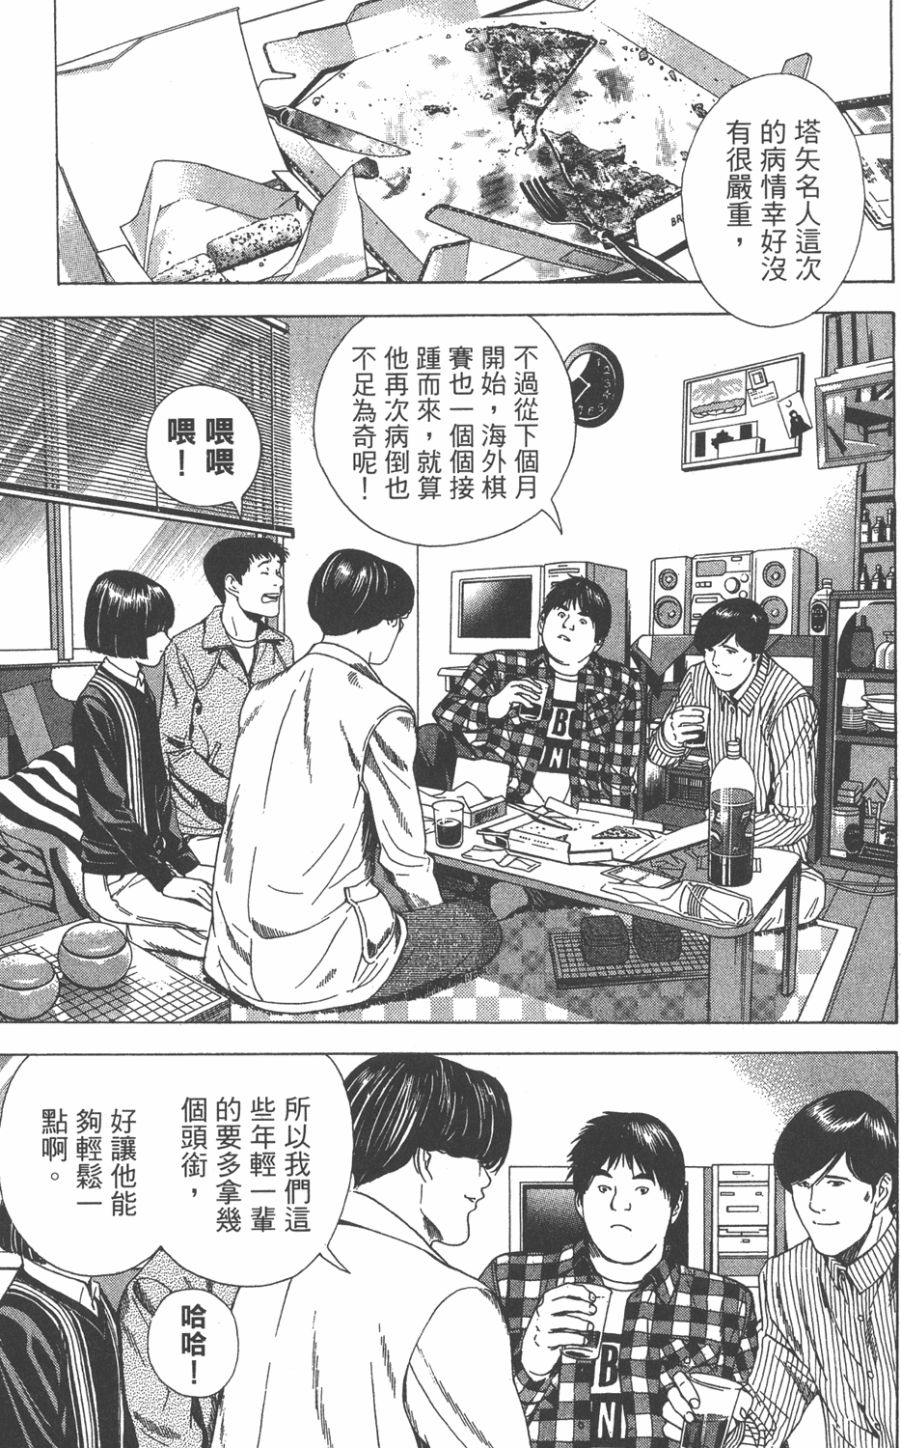 塔矢名人這次
的病情幸好沒
有很嚴重，
BR
不過從下個月
開始，海外棋
賽也一個個接
踵而來，就算
他再次病倒也
不足為奇呢！
喂喂
喂！
B
NI
所以我們這
些年輕一輩
的要多拿幾
個頭銜，
好讓他能
夠輕鬆一
點啊。
哈哈！
B
NI